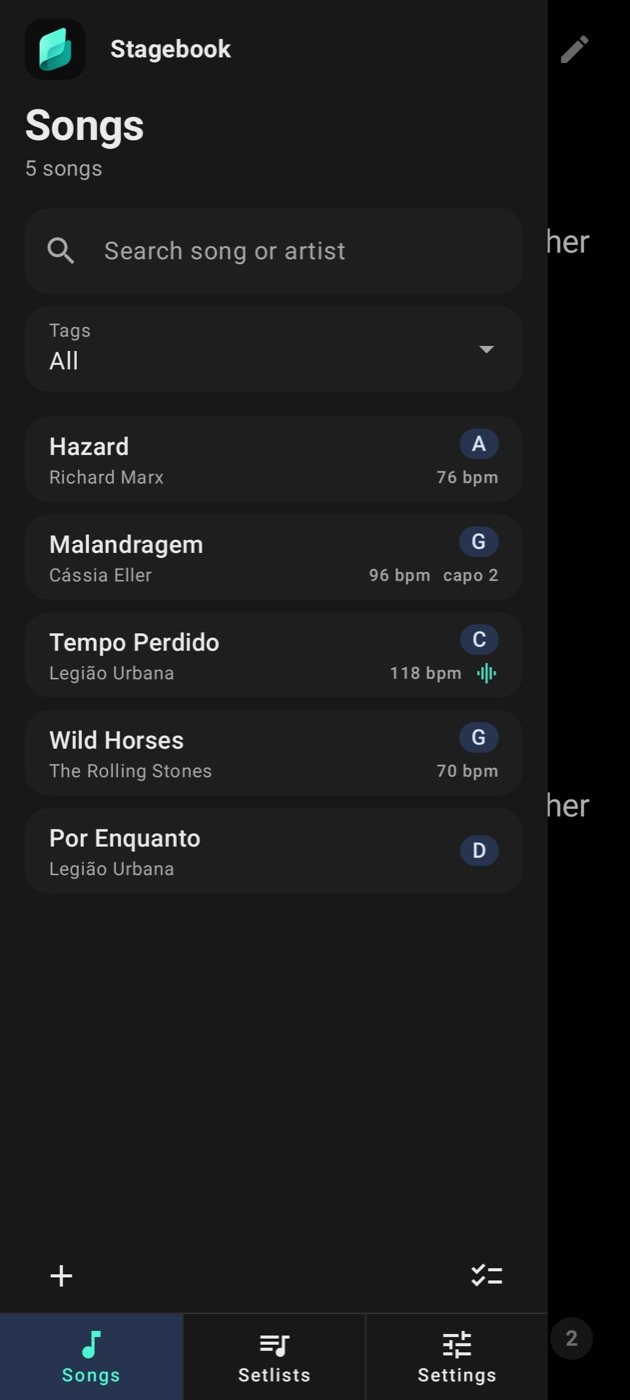 Stagebook
Songs
5 songs
her
Search song or artist
Tags
All
Hazard
A
Richard Marx
76 bpm
Malandragem
G
Cássia Eller
96 bpm capo 2
Tempo Perdido
C
Legião Urbana
118 bpm
Wild Horses
G
The Rolling Stones
70 bpm
her
Por Enquanto
D
Legião Urbana
2
Songs
Setlists
Settings